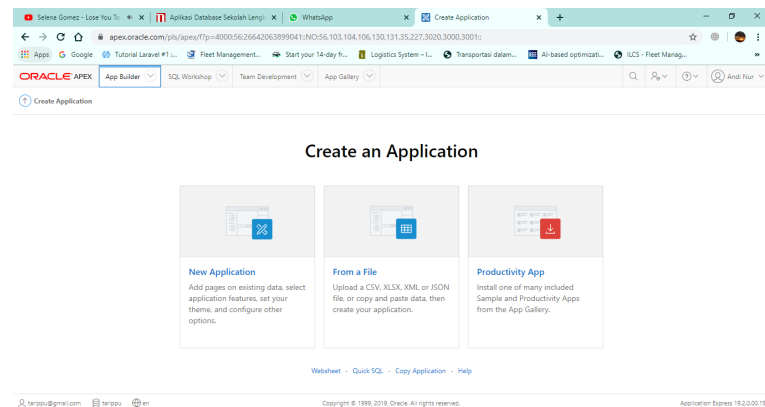 Selena Gomez - Lose You To
Aplikasi Database Sekolah Lengk
WhatsApp
Create Application
apex.oracle.com/pls/apex/f?p=4000:56:26642063899041::NO:56,103,104,106,130,131,35,227,3020,3000,3001::
Apps Google Tutorial Laravel #1 :... Fleet Management... Start your 14-day fr... Logistics System – I... Transportasi dalam... AI-based optimizati... ILCS - Fleet Manag... »
ORACLE APEX App Builder SQL Workshop Team Development App Gallery Andi Nur
Create Application
Create an Application
New Application
Add pages on existing data, select
application features, set your
theme, and configure other
options.
From a File
Upload a CSV, XLSX, XML or JSON
file, or copy and paste data, then
create your application.
Productivity App
Install one of many included
Sample and Productivity Apps
from the App Gallery.
Websheet Quick SQL Copy Application Help
tarippu@gmail.com tarippu en Copyright © 1999, 2019, Oracle. All rights reserved. Application Express 19.2.0.00.15